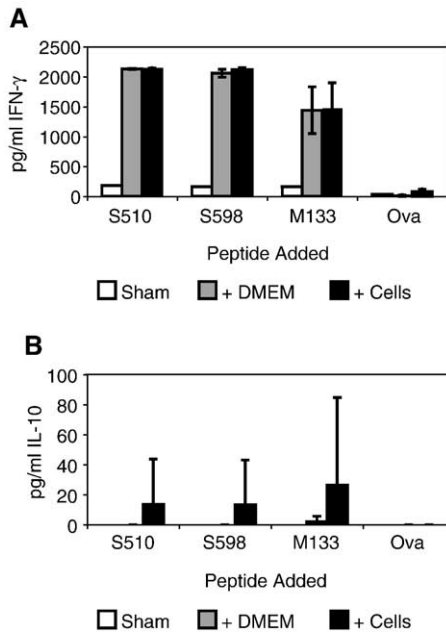 A
pg/ml IFN-γ
2500
2000
1500
1000
500
0
S510 S598 M133 Ova
Peptide Added
Sham + DMEM + Cells
B
pg/ml IL-10
100
80
60
40
20
0
S510 S598 M133 Ova
Peptide Added
Sham + DMEM + Cells